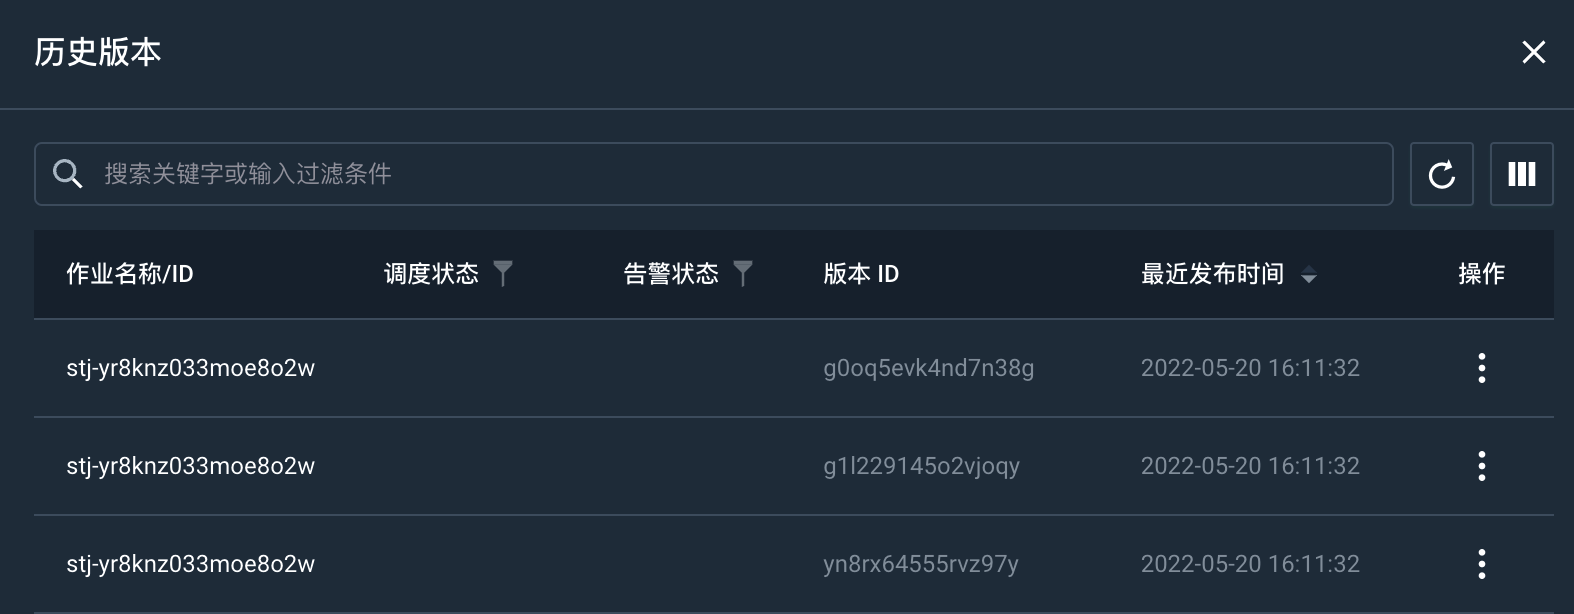 历史版本
搜索关键字或输入过滤条件
作业名称/ID 调度状态 告警状态 版本 ID 最近发布时间 操作
stj-yr8knz033moe8o2w g0oq5evk4nd7n38g 2022-05-20 16:11:32
stj-yr8knz033moe8o2w g1l229145o2vjoqy 2022-05-20 16:11:32
stj-yr8knz033moe8o2w yn8rx64555rvz97y 2022-05-20 16:11:32